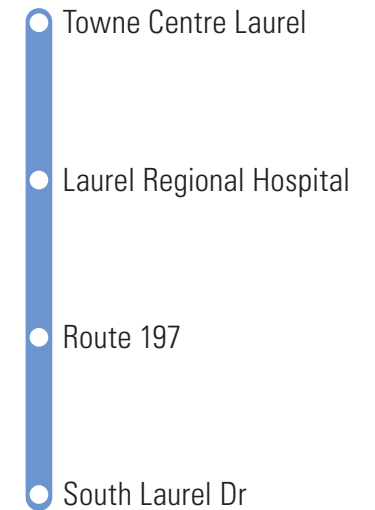 Towne Centre Laurel
Laurel Regional Hospital
Route 197
South Laurel Dr